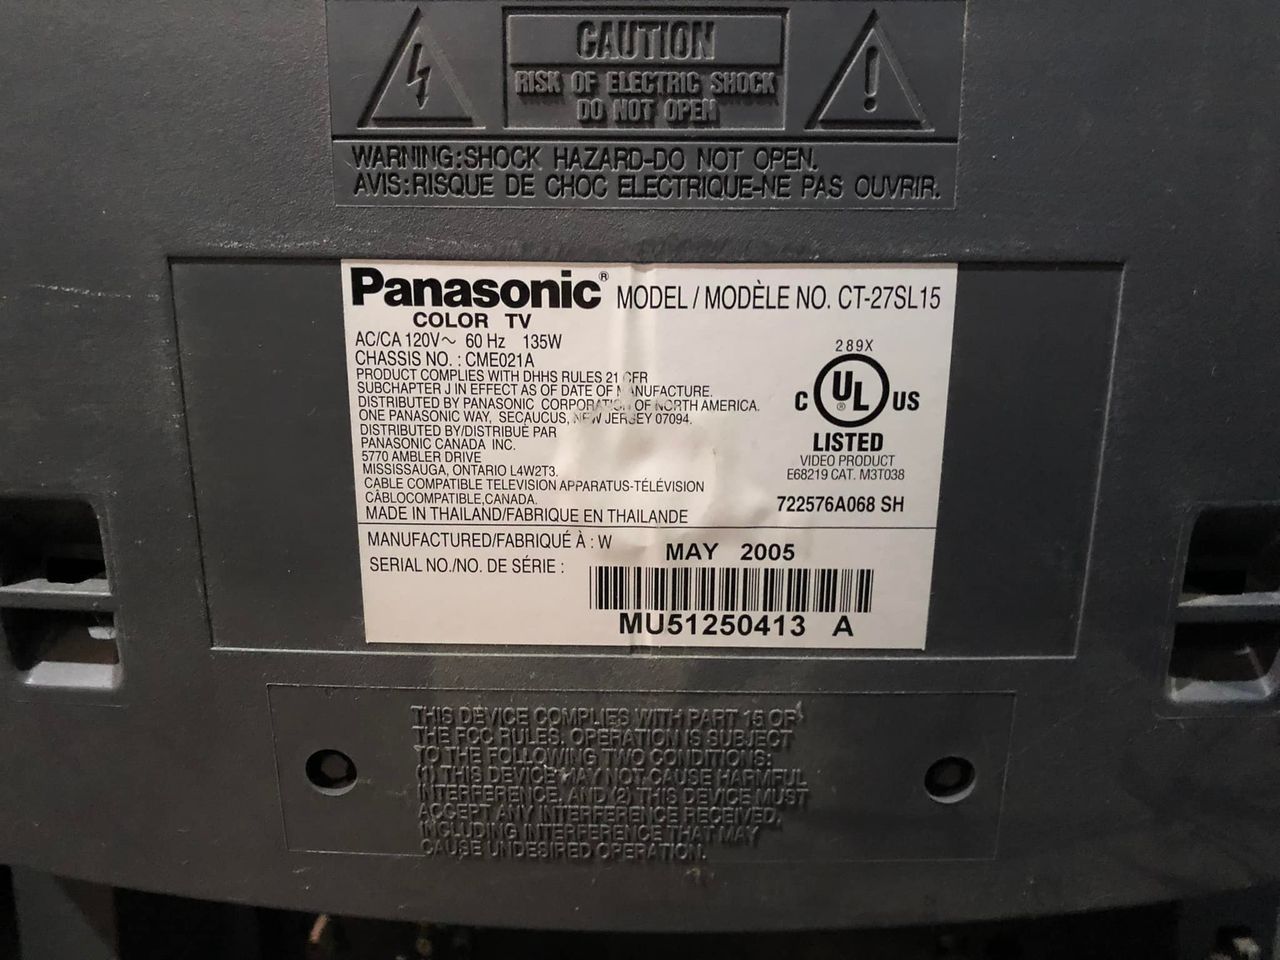 CAUTION
RISK OF ELECTRIC SHOCK
DO NOT OPEN
WARNING:SHOCK HAZARD-DO NOT OPEN.
AVIS:RISQUE DE CHOC ELECTRIQUE-NE PAS OUVRIR.
Panasonic® MODEL / MODÈLE NO. CT-27SL15
COLOR TV
AC/CA 120V~ 60 Hz 135W
CHASSIS NO. : CME021A
PRODUCT COMPLIES WITH DHHS RULES 21 CFR
SUBCHAPTER J IN EFFECT AS OF DATE OF MANUFACTURE.
DISTRIBUTED BY PANASONIC CORPORATION OF NORTH AMERICA.
ONE PANASONIC WAY, SECAUCUS, NEW JERSEY 07094.
DISTRIBUTED BY/DISTRIBUÉ PAR
PANASONIC CANADA INC.
5770 AMBLER DRIVE
MISSISSAUGA, ONTARIO L4W2T3.
CABLE COMPATIBLE TELEVISION APPARATUS-TÉLÉVISION
CÂBLOCOMPATIBLE,CANADA.
MADE IN THAILAND/FABRIQUE EN THAILANDE
289X
C UL® US
LISTED
VIDEO PRODUCT
E68219 CAT. M3T038
722576A068 SH
MANUFACTURED/FABRIQUÉ À : W MAY 2005
SERIAL NO./NO. DE SÉRIE :
MU51250413 A
THIS DEVICE COMPLIES WITH PART 15 OF
THE FCC RULES. OPERATION IS SUBJECT
TO THE FOLLOWING TWO CONDITIONS:
(1) THIS DEVICE MAY NOT CAUSE HARMFUL
INTERFERENCE, AND(2) THIS DEVICE MUST
ACCEPT ANY INTERFERENCE RECEIVED,
INCLUDING INTERFERENCE THAT MAY
CAUSE UNDESIRED OPERATION.